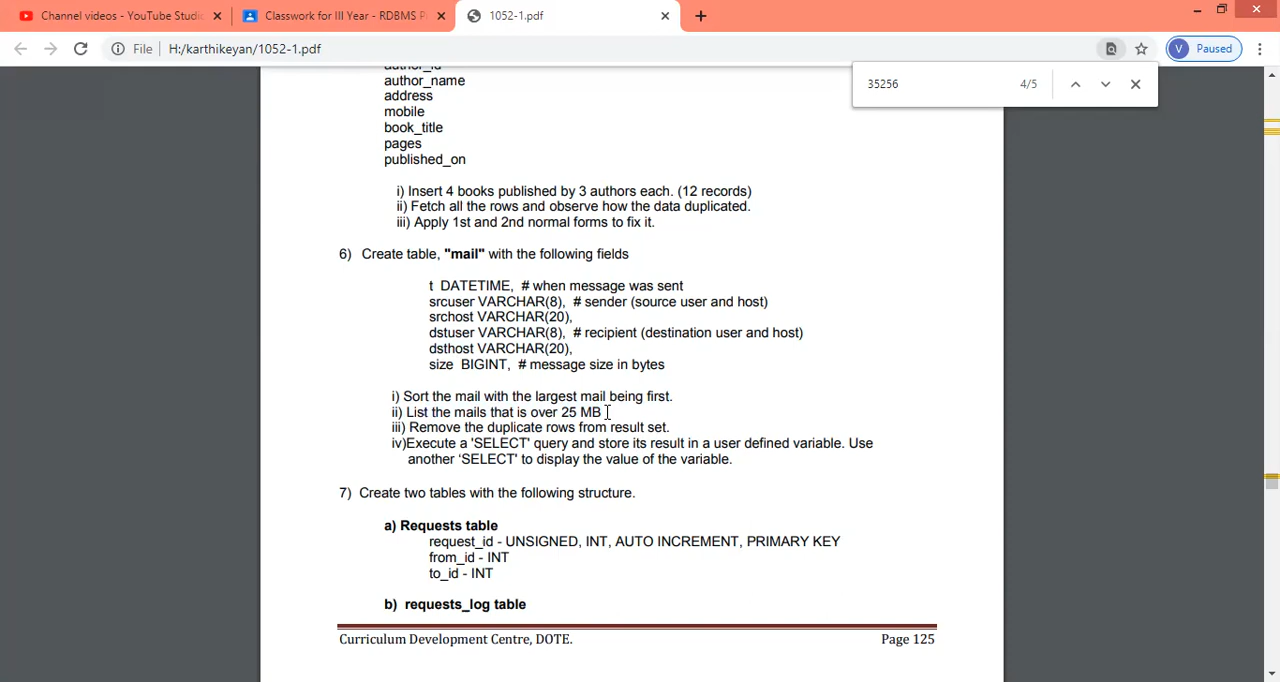 Channel videos - YouTube Studi
Classwork for III Year - RDBMS P
1052-1.pdf
File
H:/karthikeyan/1052-1.pdf
V
Paused
35256
4/5
author_id
author_name
address
mobile
book_title
pages
published_on
i) Insert 4 books published by 3 authors each. (12 records)
ii) Fetch all the rows and observe how the data duplicated.
iii) Apply 1st and 2nd normal forms to fix it.
6) Create table, "mail" with the following fields
t DATETIME, # when message was sent
srcuser VARCHAR(8), # sender (source user and host)
srchost VARCHAR(20),
dstuser VARCHAR(8), # recipient (destination user and host)
dsthost VARCHAR(20),
size BIGINT, # message size in bytes
i) Sort the mail with the largest mail being first.
ii) List the mails that is over 25 MB
iii) Remove the duplicate rows from result set.
iv)Execute a 'SELECT' query and store its result in a user defined variable. Use
another ‘SELECT’ to display the value of the variable.
7) Create two tables with the following structure.
a) Requests table
request_id - UNSIGNED, INT, AUTO INCREMENT, PRIMARY KEY
from_id - INT
to_id - INT
b) requests_log table
Curriculum Development Centre, DOTE.
Page 125